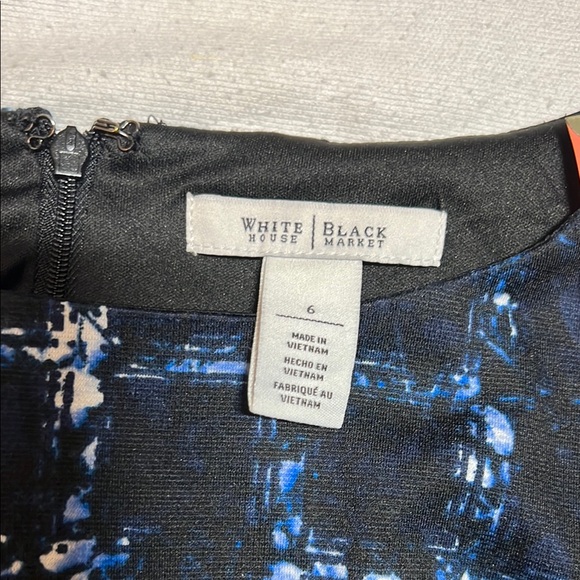 WHITE | BLACK
HOUSE | MARKET
6
MADE IN
VIETNAM
HECHO EN
VIETNAM
FABRIQUÉ AU
VIETNAM